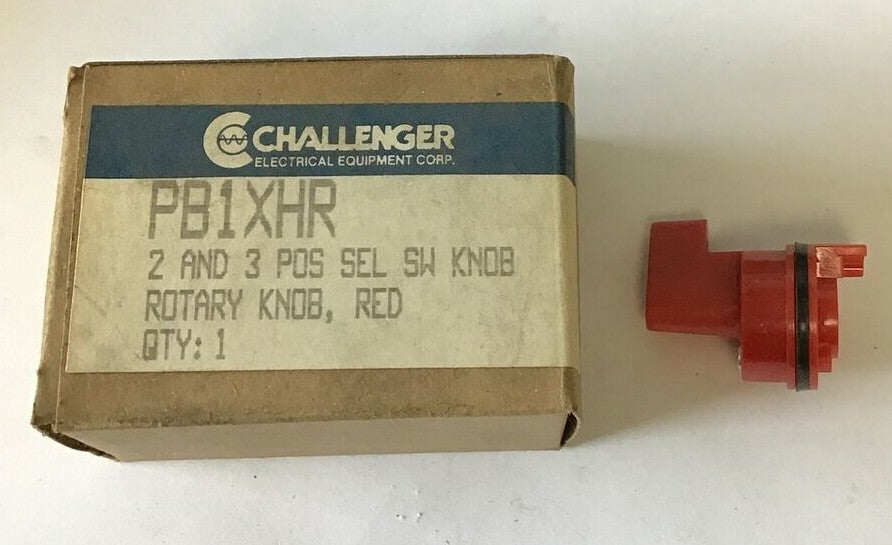 CHALLENGER
ELECTRICAL EQUIPMENT CORP.
PB1XHR
2 AND 3 POS SEL SW KNOB
ROTARY KNOB, RED
QTY: 1